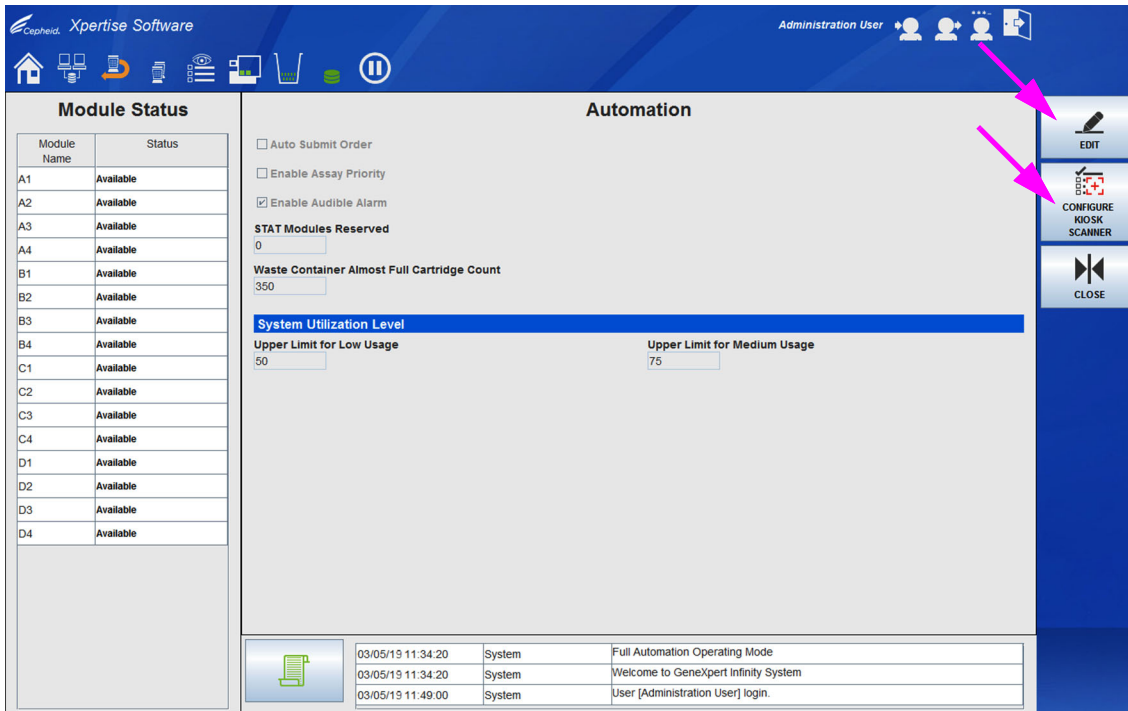 Cepheid. Xpertise Software
Administration User
Module Status
Module Name Status
A1 Available
A2 Available
A3 Available
A4 Available
B1 Available
B2 Available
B3 Available
B4 Available
C1 Available
C2 Available
C3 Available
C4 Available
D1 Available
D2 Available
D3 Available
D4 Available
Automation
Auto Submit Order
Enable Assay Priority
Enable Audible Alarm
STAT Modules Reserved
0
Waste Container Almost Full Cartridge Count
350
System Utilization Level
Upper Limit for Low Usage Upper Limit for Medium Usage
50 75
03/05/19 11:34:20 System Full Automation Operating Mode
03/05/19 11:34:20 System Welcome to GeneXpert Infinity System
03/05/19 11:49:00 System User [Administration User] login.
EDIT
CONFIGURE
KIOSK
SCANNER
CLOSE